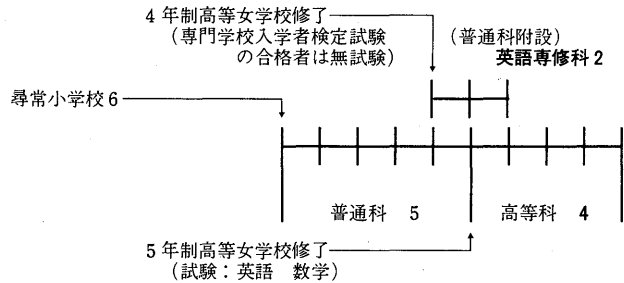 4年制高等女学校修了
(専門学校入学者検定試験
の合格者は無試験)
(普通科附設)
英語専修科2
尋常小学校6
普通科 5
高等科 4
5年制高等女学校修了
(試験:英語 数学)